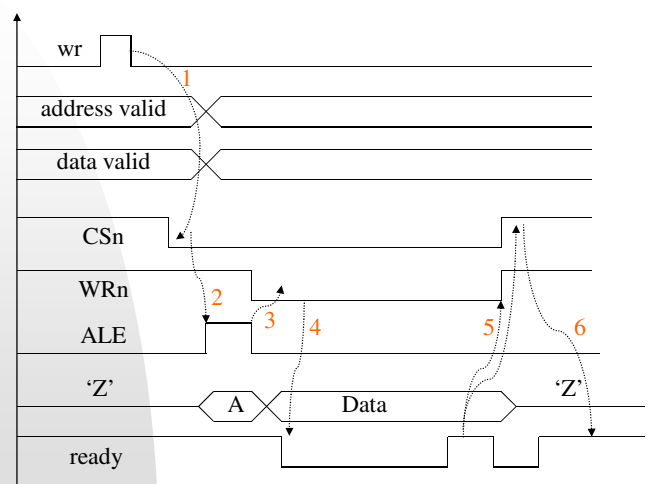 wr
1
address valid
data valid
CSn
WRn
2
3
4
5
6
ALE
‘Z’
A
Data
‘Z’
ready